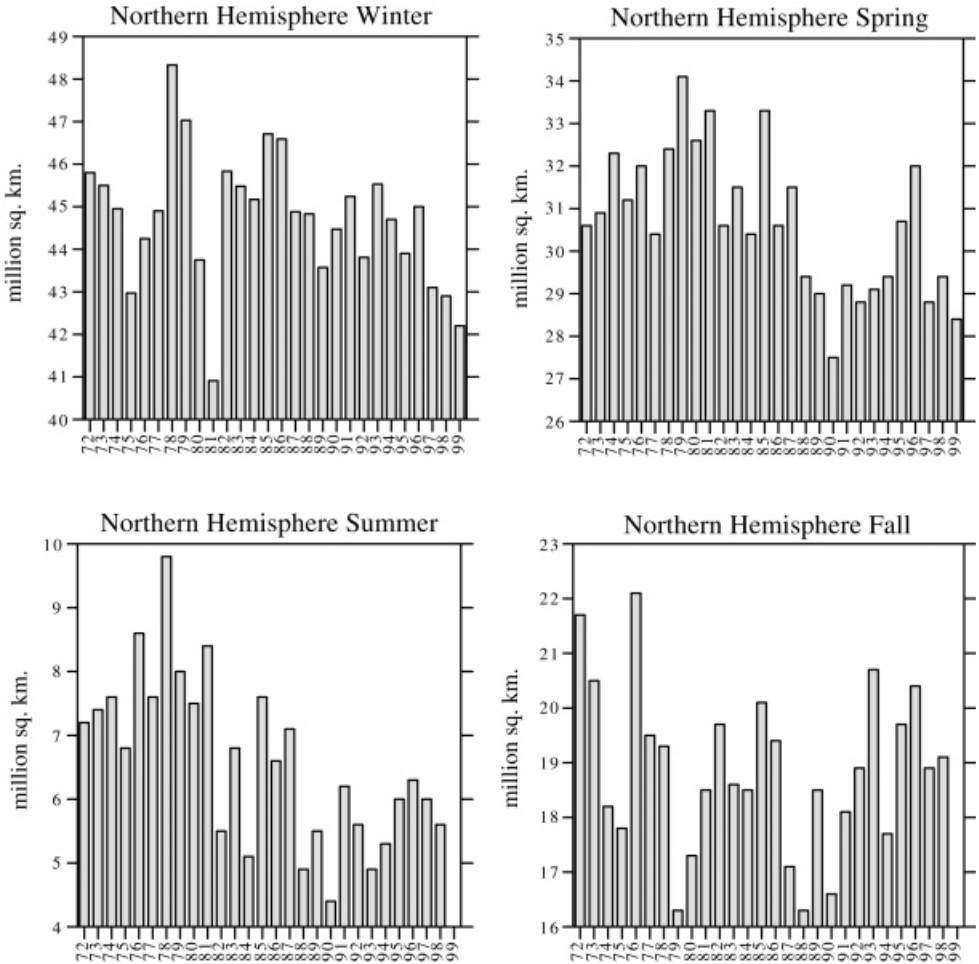 Northern Hemisphere Winter
million sq. km.
49
48
47
46
45
44
43
42
41
40
72 73 74 75 76 77 78 79 80 81 82 83 84 85 86 87 88 89 90 91 92 93 94 95 96 97 98 99
Northern Hemisphere Spring
million sq. km.
35
34
33
32
31
30
29
28
27
26
72 73 74 75 76 77 78 79 80 81 82 83 84 85 86 87 88 89 90 91 92 93 94 95 96 97 98 99
Northern Hemisphere Summer
million sq. km.
10
9
8
7
6
5
4
72 73 74 75 76 77 78 79 80 81 82 83 84 85 86 87 88 89 90 91 92 93 94 95 96 97 98 99
Northern Hemisphere Fall
million sq. km.
23
22
21
20
19
18
17
16
72 73 74 75 76 77 78 79 80 81 82 83 84 85 86 87 88 89 90 91 92 93 94 95 96 97 98 99